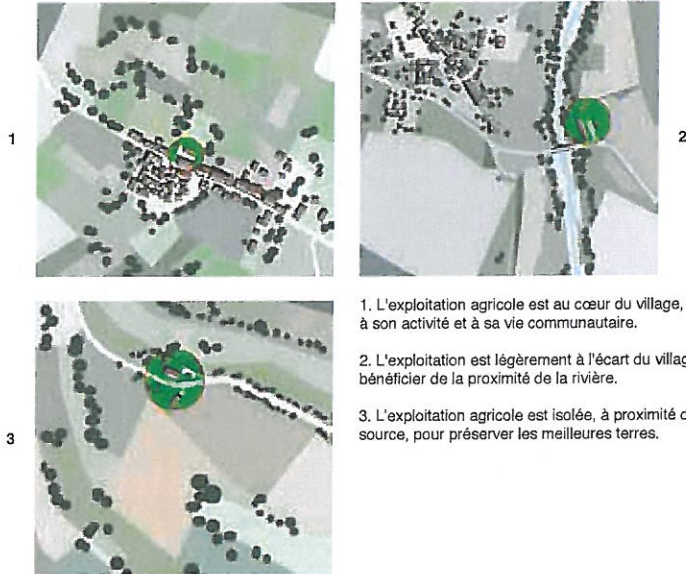 1
2
3
1. L'exploitation agricole est au cœur du village,
à son activité et à sa vie communautaire.
2. L'exploitation est légèrement à l'écart du villag
bénéficier de la proximité de la rivière.
3. L'exploitation agricole est isolée, à proximité
source, pour préserver les meilleures terres.